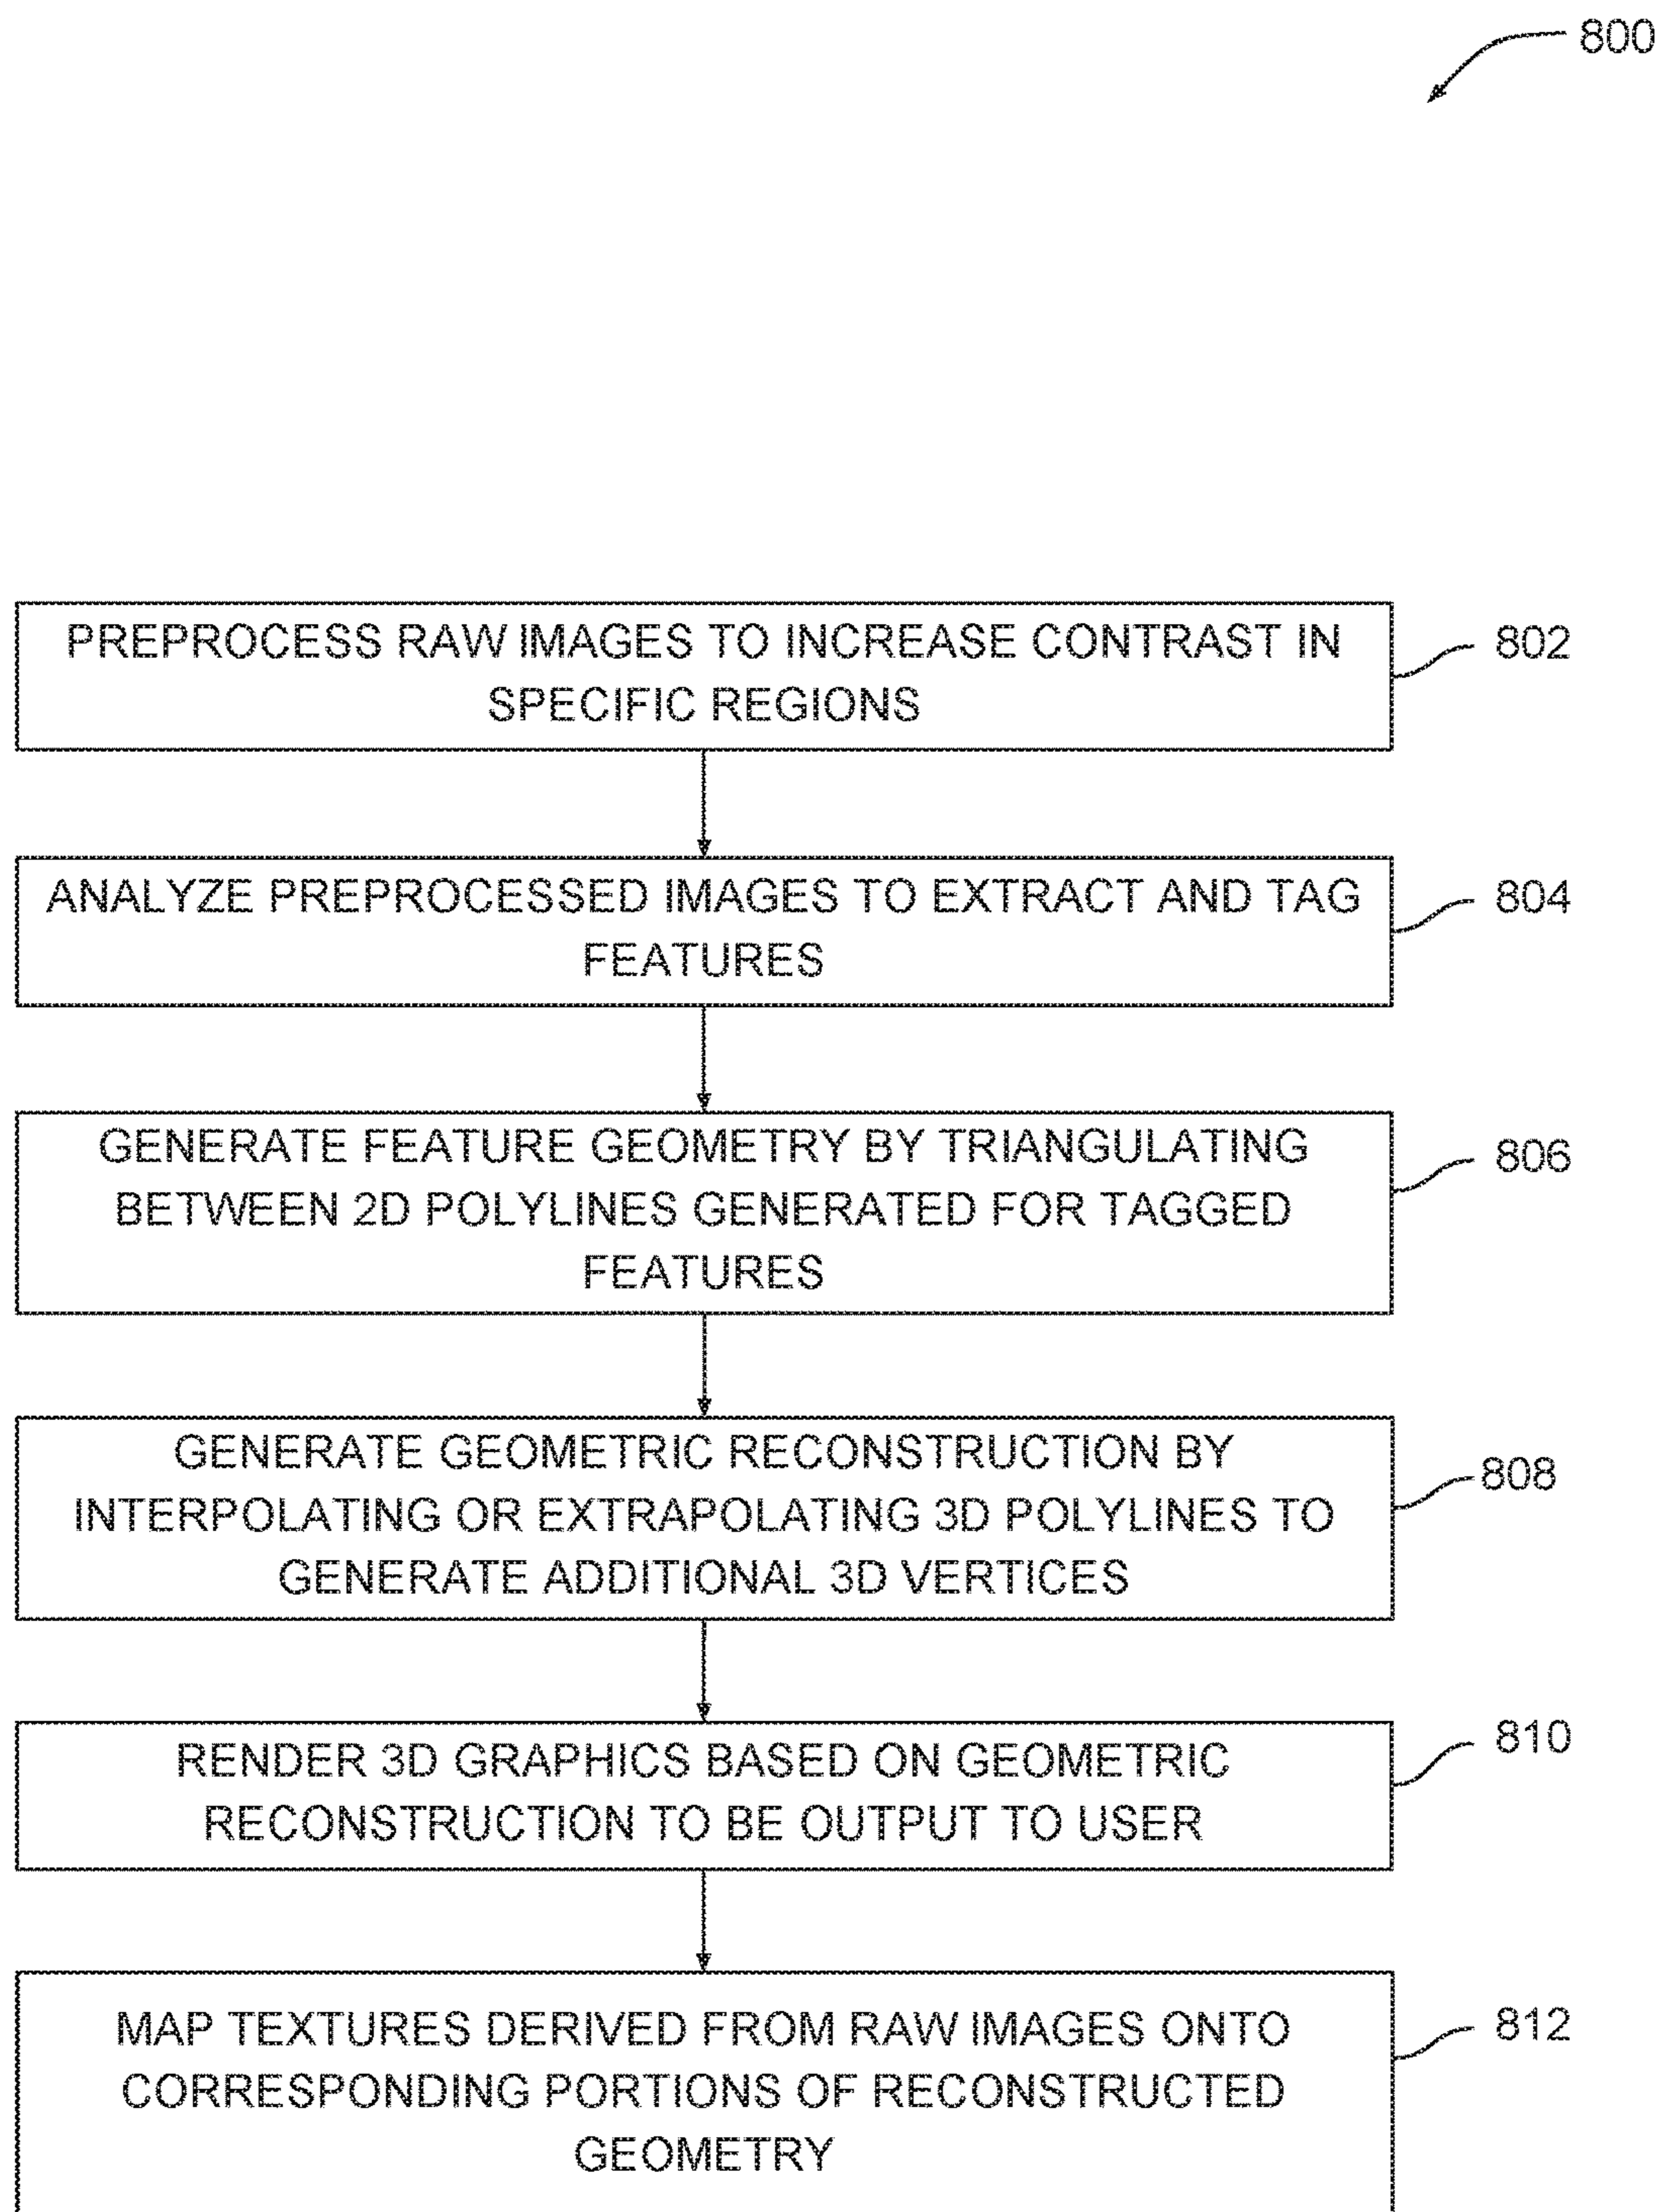 800
PREPROCESS RAW IMAGES TO INCREASE CONTRAST IN
SPECIFIC REGIONS
802
ANALYZE PREPROCESSED IMAGES TO EXTRACT AND TAG
FEATURES
804
GENERATE FEATURE GEOMETRY BY TRIANGULATING
BETWEEN 2D POLYLINES GENERATED FOR TAGGED
FEATURES
806
GENERATE GEOMETRIC RECONSTRUCTION BY
INTERPOLATING OR EXTRAPOLATING 3D POLYLINES TO
GENERATE ADDITIONAL 3D VERTICES
808
RENDER 3D GRAPHICS BASED ON GEOMETRIC
RECONSTRUCTION TO BE OUTPUT TO USER
810
MAP TEXTURES DERIVED FROM RAW IMAGES ONTO
CORRESPONDING PORTIONS OF RECONSTRUCTED
GEOMETRY
812